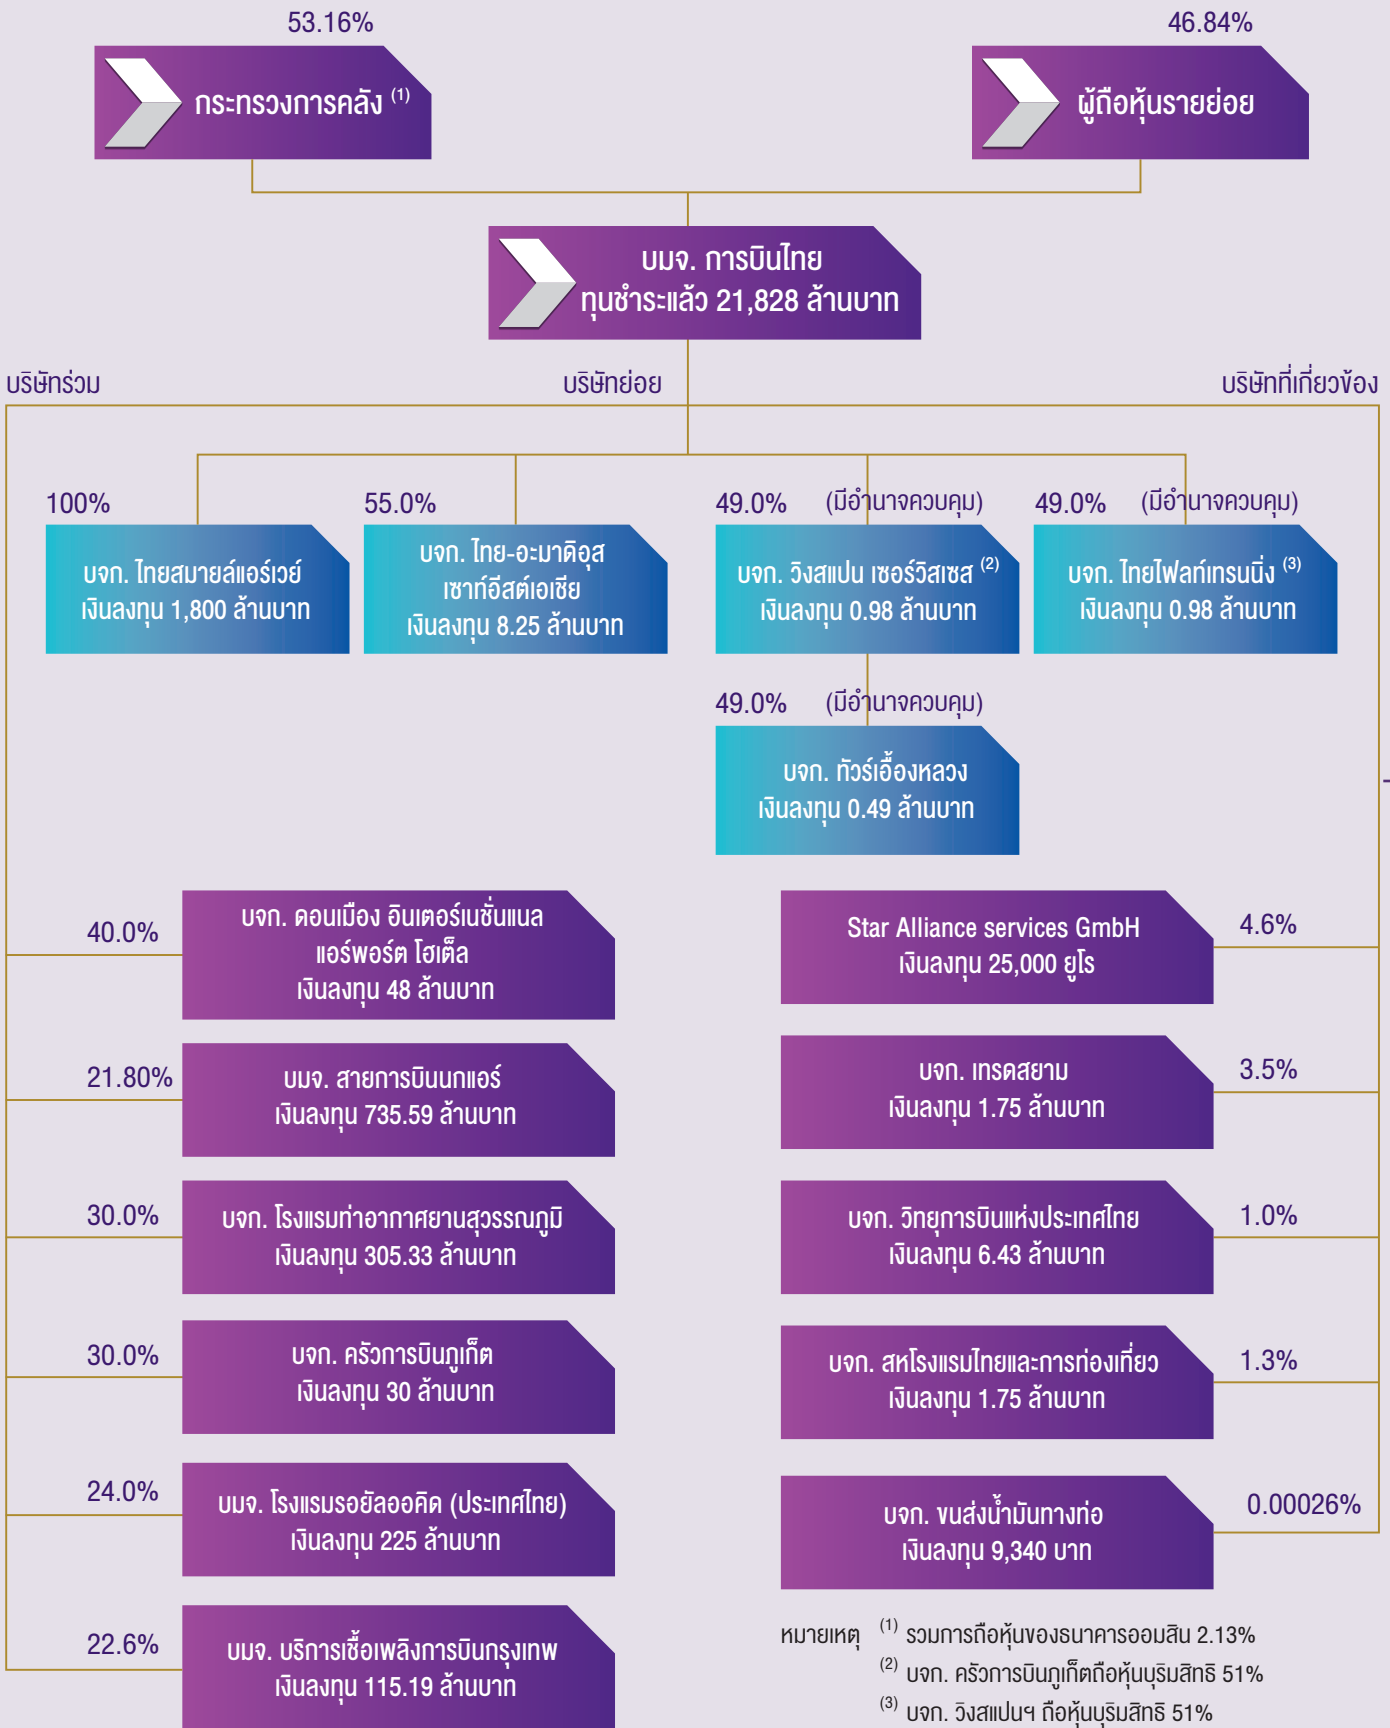 53.16%
กระทรวงการคลัง (1)
46.84%
ผู้ถือหุ้นรายย่อย
บมจ. การบินไทย
ทุนชำระแล้ว 21,828 ล้านบาท
บริษัทร่วม
บริษัทย่อย
บริษัทที่เกี่ยวข้อง
100%
บจก. ไทยสมายล์แอร์เวย์
เงินลงทุน 1,800 ล้านบาท
55.0%
บจก. ไทย-อะมาดิอุส
เซาท์อีสต์เอเชีย
เงินลงทุน 8.25 ล้านบาท
49.0% (มีอำนาจควบคุม)
บจก. วิงสแปน เซอร์วิสเซส (2)
เงินลงทุน 0.98 ล้านบาท
49.0% (มีอำนาจควบคุม)
บจก. ไทยไฟลท์เทรนนิ่ง (3)
เงินลงทุน 0.98 ล้านบาท
49.0% (มีอำนาจควบคุม)
บจก. ทัวร์เอื้องหลวง
เงินลงทุน 0.49 ล้านบาท
40.0%
บจก. ดอนเมือง อินเตอร์เนชั่นแนล
แอร์พอร์ต โฮเต็ล
เงินลงทุน 48 ล้านบาท
21.80%
บมจ. สายการบินนกแอร์
เงินลงทุน 735.59 ล้านบาท
30.0%
บจก. โรงแรมท่าอากาศยานสุวรรณภูมิ
เงินลงทุน 305.33 ล้านบาท
30.0%
บจก. ครัวการบินภูเก็ต
เงินลงทุน 30 ล้านบาท
24.0%
บมจ. โรงแรมรอยัลออคิด (ประเทศไทย)
เงินลงทุน 225 ล้านบาท
22.6%
บมจ. บริการเชื้อเพลิงการบินกรุงเทพ
เงินลงทุน 115.19 ล้านบาท
Star Alliance services GmbH
เงินลงทุน 25,000 ยูโร
4.6%
บจก. เทรดสยาม
เงินลงทุน 1.75 ล้านบาท
3.5%
บจก. วิทยุการบินแห่งประเทศไทย
เงินลงทุน 6.43 ล้านบาท
1.0%
บจก. สหโรงแรมไทยและการท่องเที่ยว
เงินลงทุน 1.75 ล้านบาท
1.3%
บจก. ขนส่งน้ำมันทางท่อ
เงินลงทุน 9,340 บาท
0.00026%
หมายเหตุ (1) รวมการถือหุ้นของธนาคารออมสิน 2.13%
(2) บจก. ครัวการบินภูเก็ตถือหุ้นบุริมสิทธิ 51%
(3) บจก. วิงสแปนฯ ถือหุ้นบุริมสิทธิ 51%